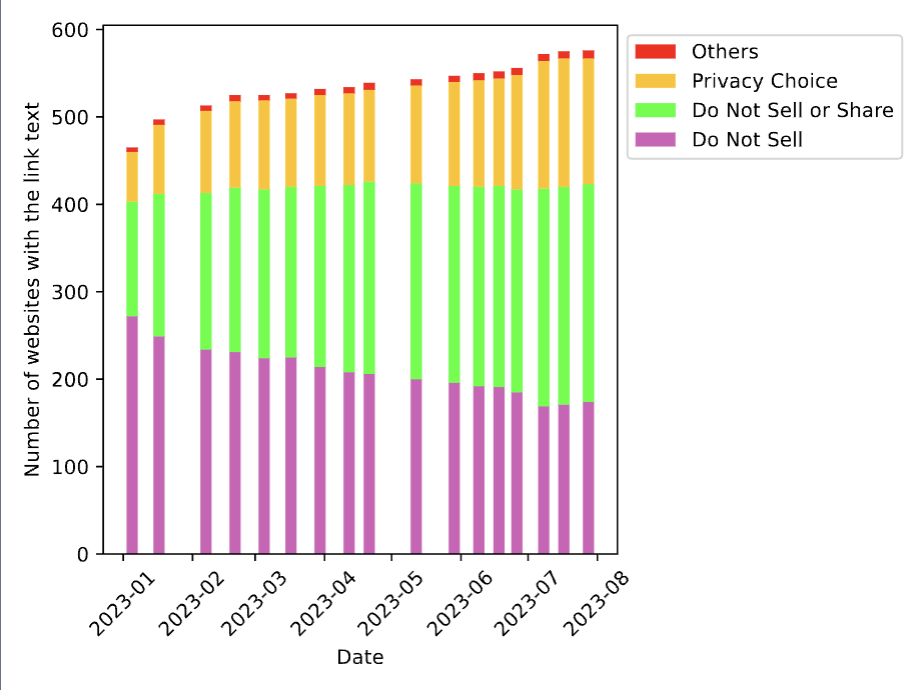 600
500
400
300
200
100
0
Number of websites with the link text
2023-01
2023-02
2023-03
2023-04
2023-05
2023-06
2023-07
2023-08
Date
Others
Privacy Choice
Do Not Sell or Share
Do Not Sell